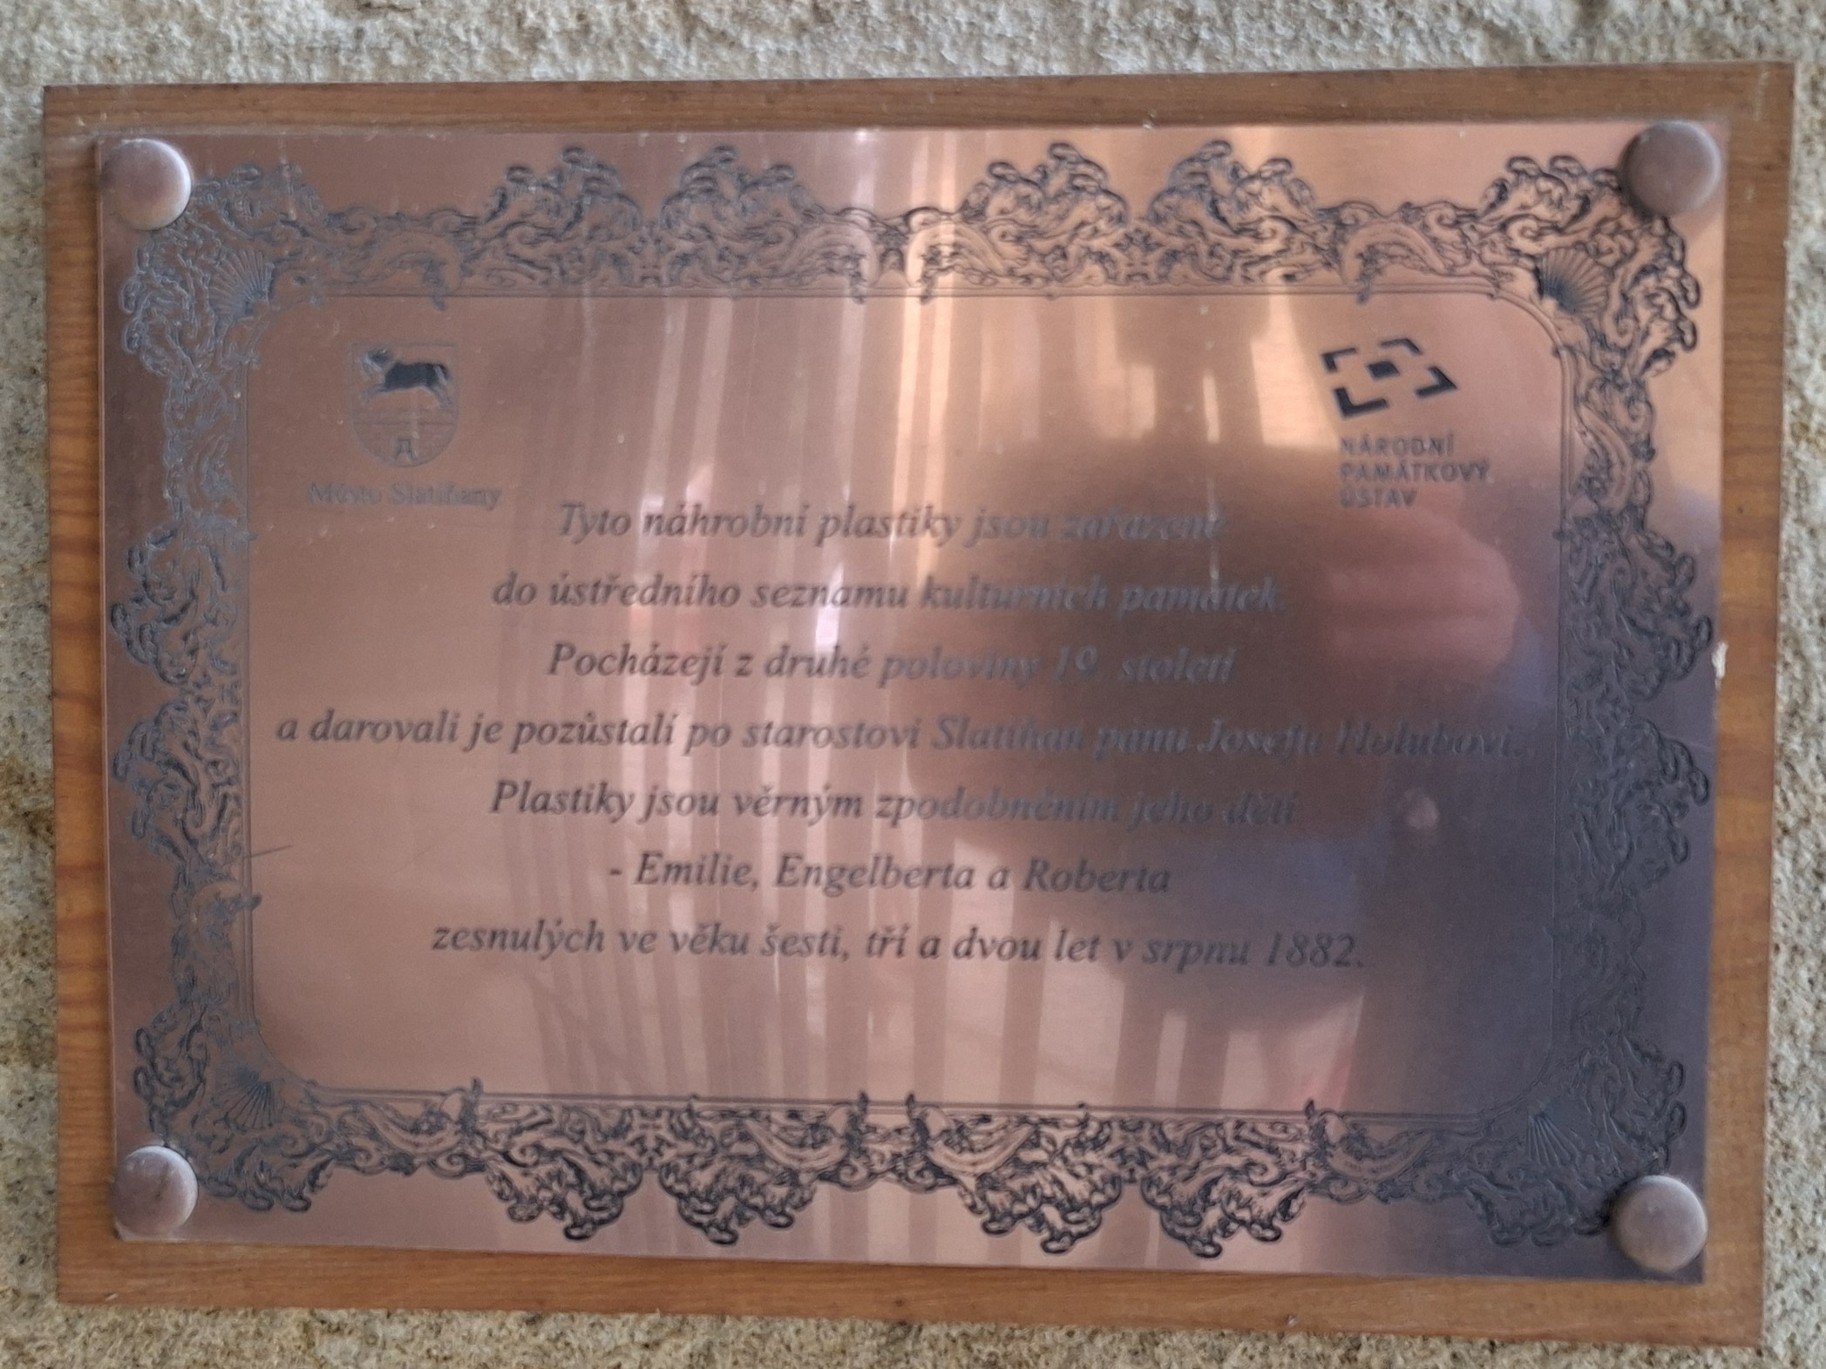 Město Slatiňany
NÁRODNÍ
PAMÁTKOVÝ
ÚSTAV
Tyto náhrobní plastiky jsou zařazené
do ústředního seznamu kulturních památek.
Pocházejí z druhé poloviny 19. století
a darovali je pozůstalí po starostovi Slatiňan panu Josefu Holubovi.
Plastiky jsou věrným zpodobněním jeho dětí
- Emilie, Engelberta a Roberta
zesnulých ve věku šesti, tří a dvou let v srpnu 1882.